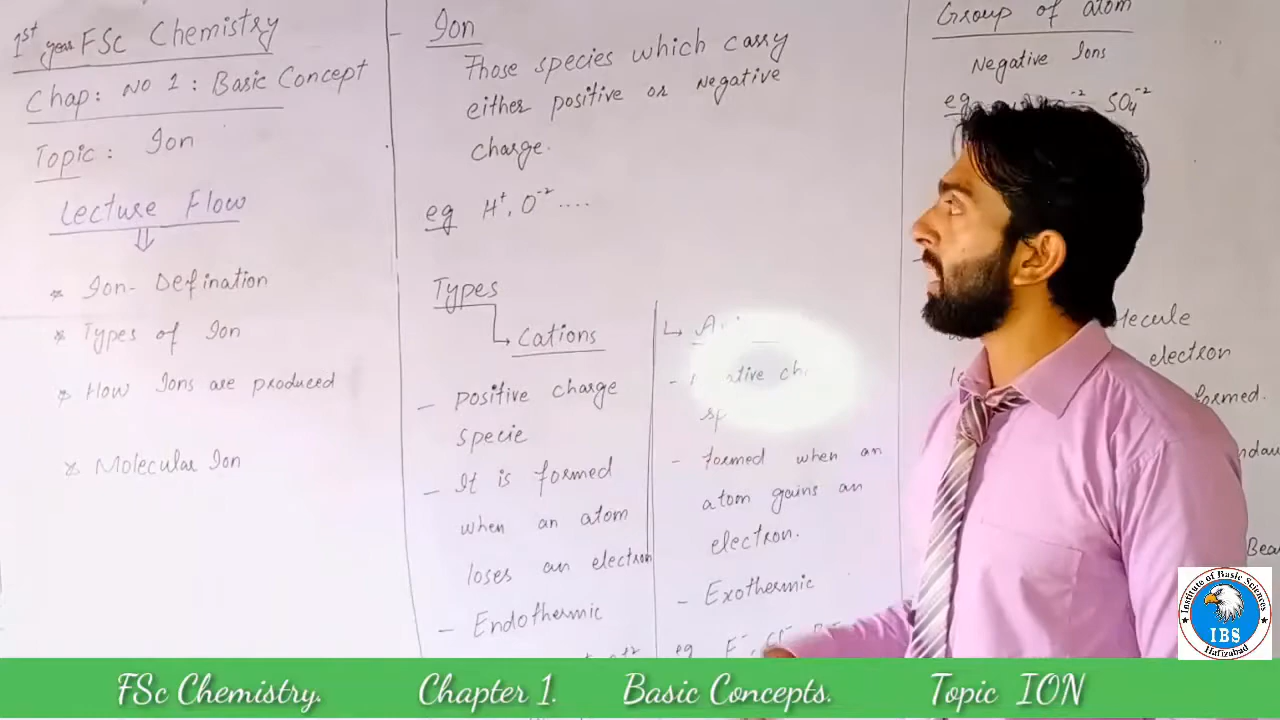 1st year FSc Chemistry
Chap: No 1: Basic Concept
Topic: Ion
Lecture Flow
Ion- Defination
Types of Ion
How Ions are produced
Molecular Ion
Ion
Those species which carry
either positive or negative
charge.
eg H+, O-2 ....
Types
Cations
- positive charge
specie
- It is formed
when an atom
loses an electron
- Endothermic
- formed when an
atom gains an
electron.
- Exothermic
eg F-, Cl-
Group of atom
Negative Ions
eg SO4-2
electron
formed.
Institute of Basic Sciences
IBS
Hafizabad
FSc Chemistry. Chapter 1. Basic Concepts. Topic ION